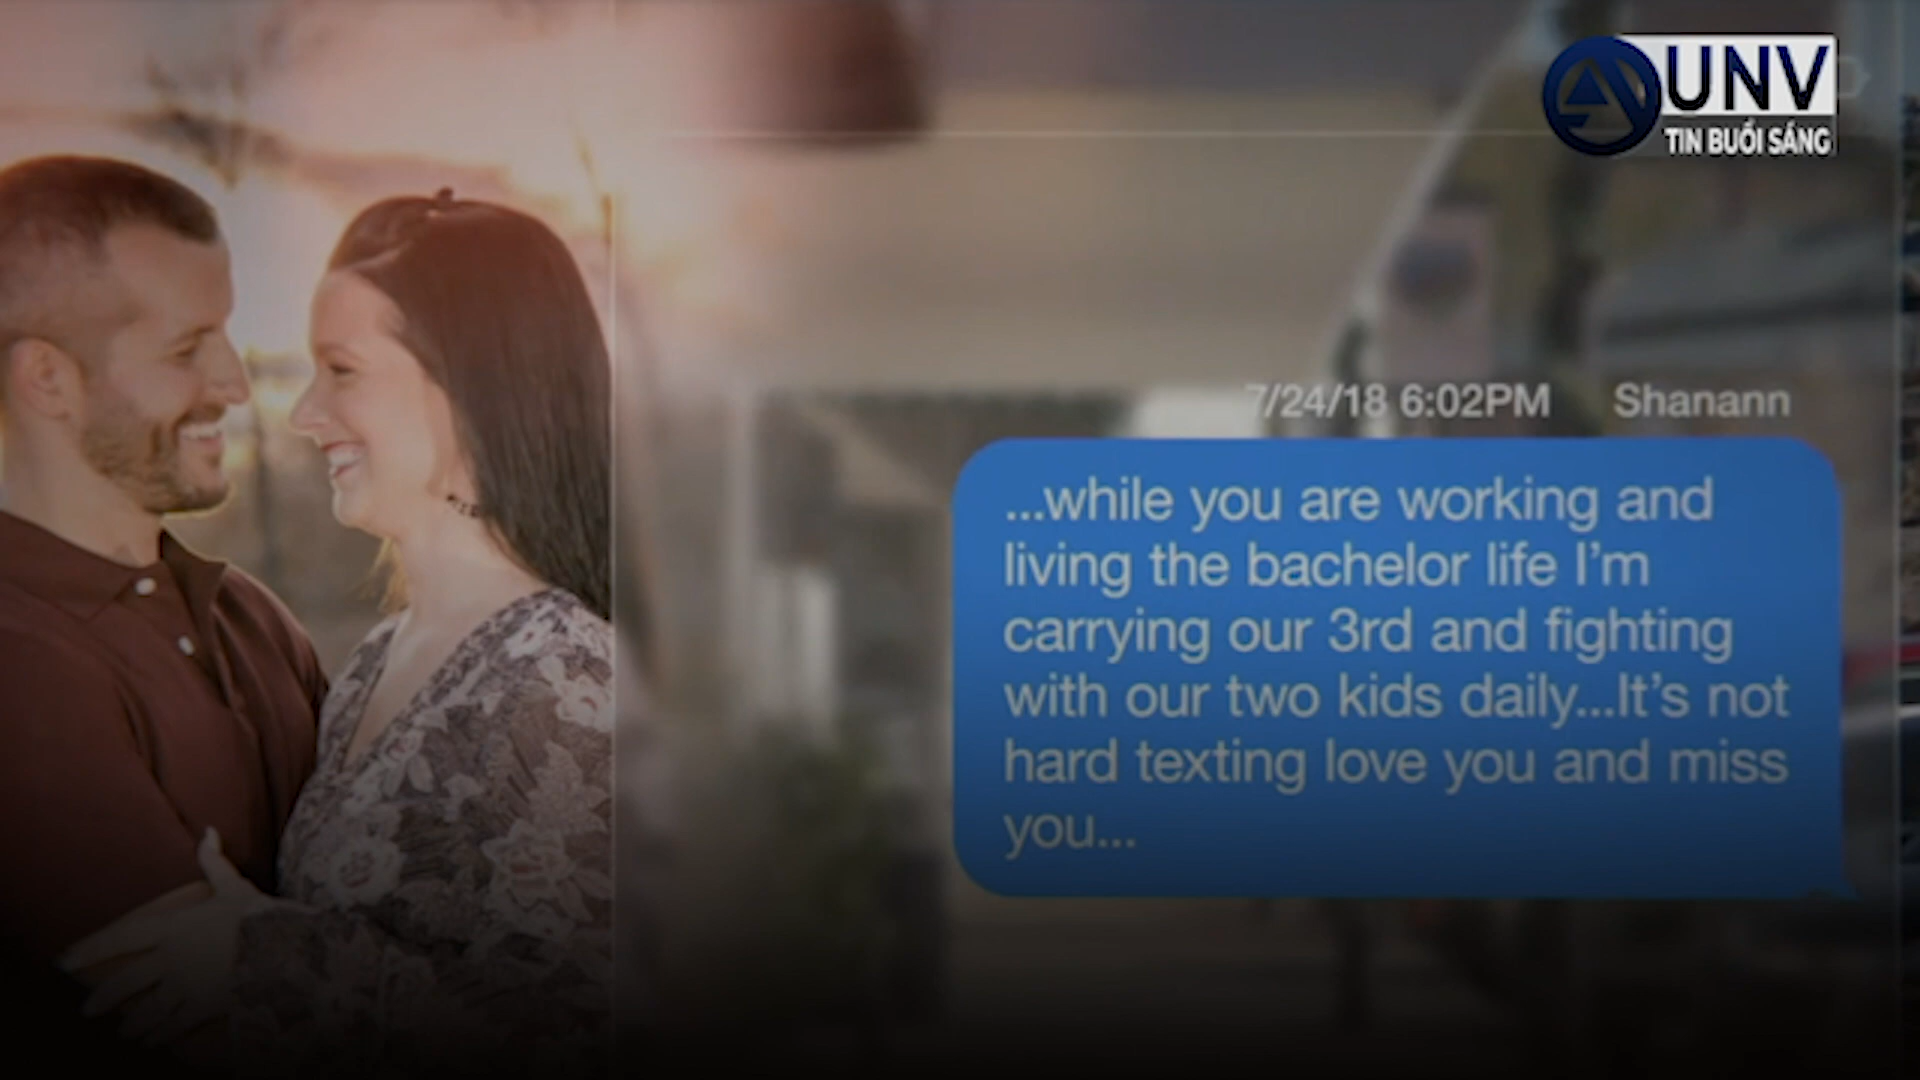 UNV
TIN BUỔI SÁNG
7/24/18 6:02PM Shanann
...while you are working and
living the bachelor life I’m
carrying our 3rd and fighting
with our two kids daily...It’s not
hard texting love you and miss
you...